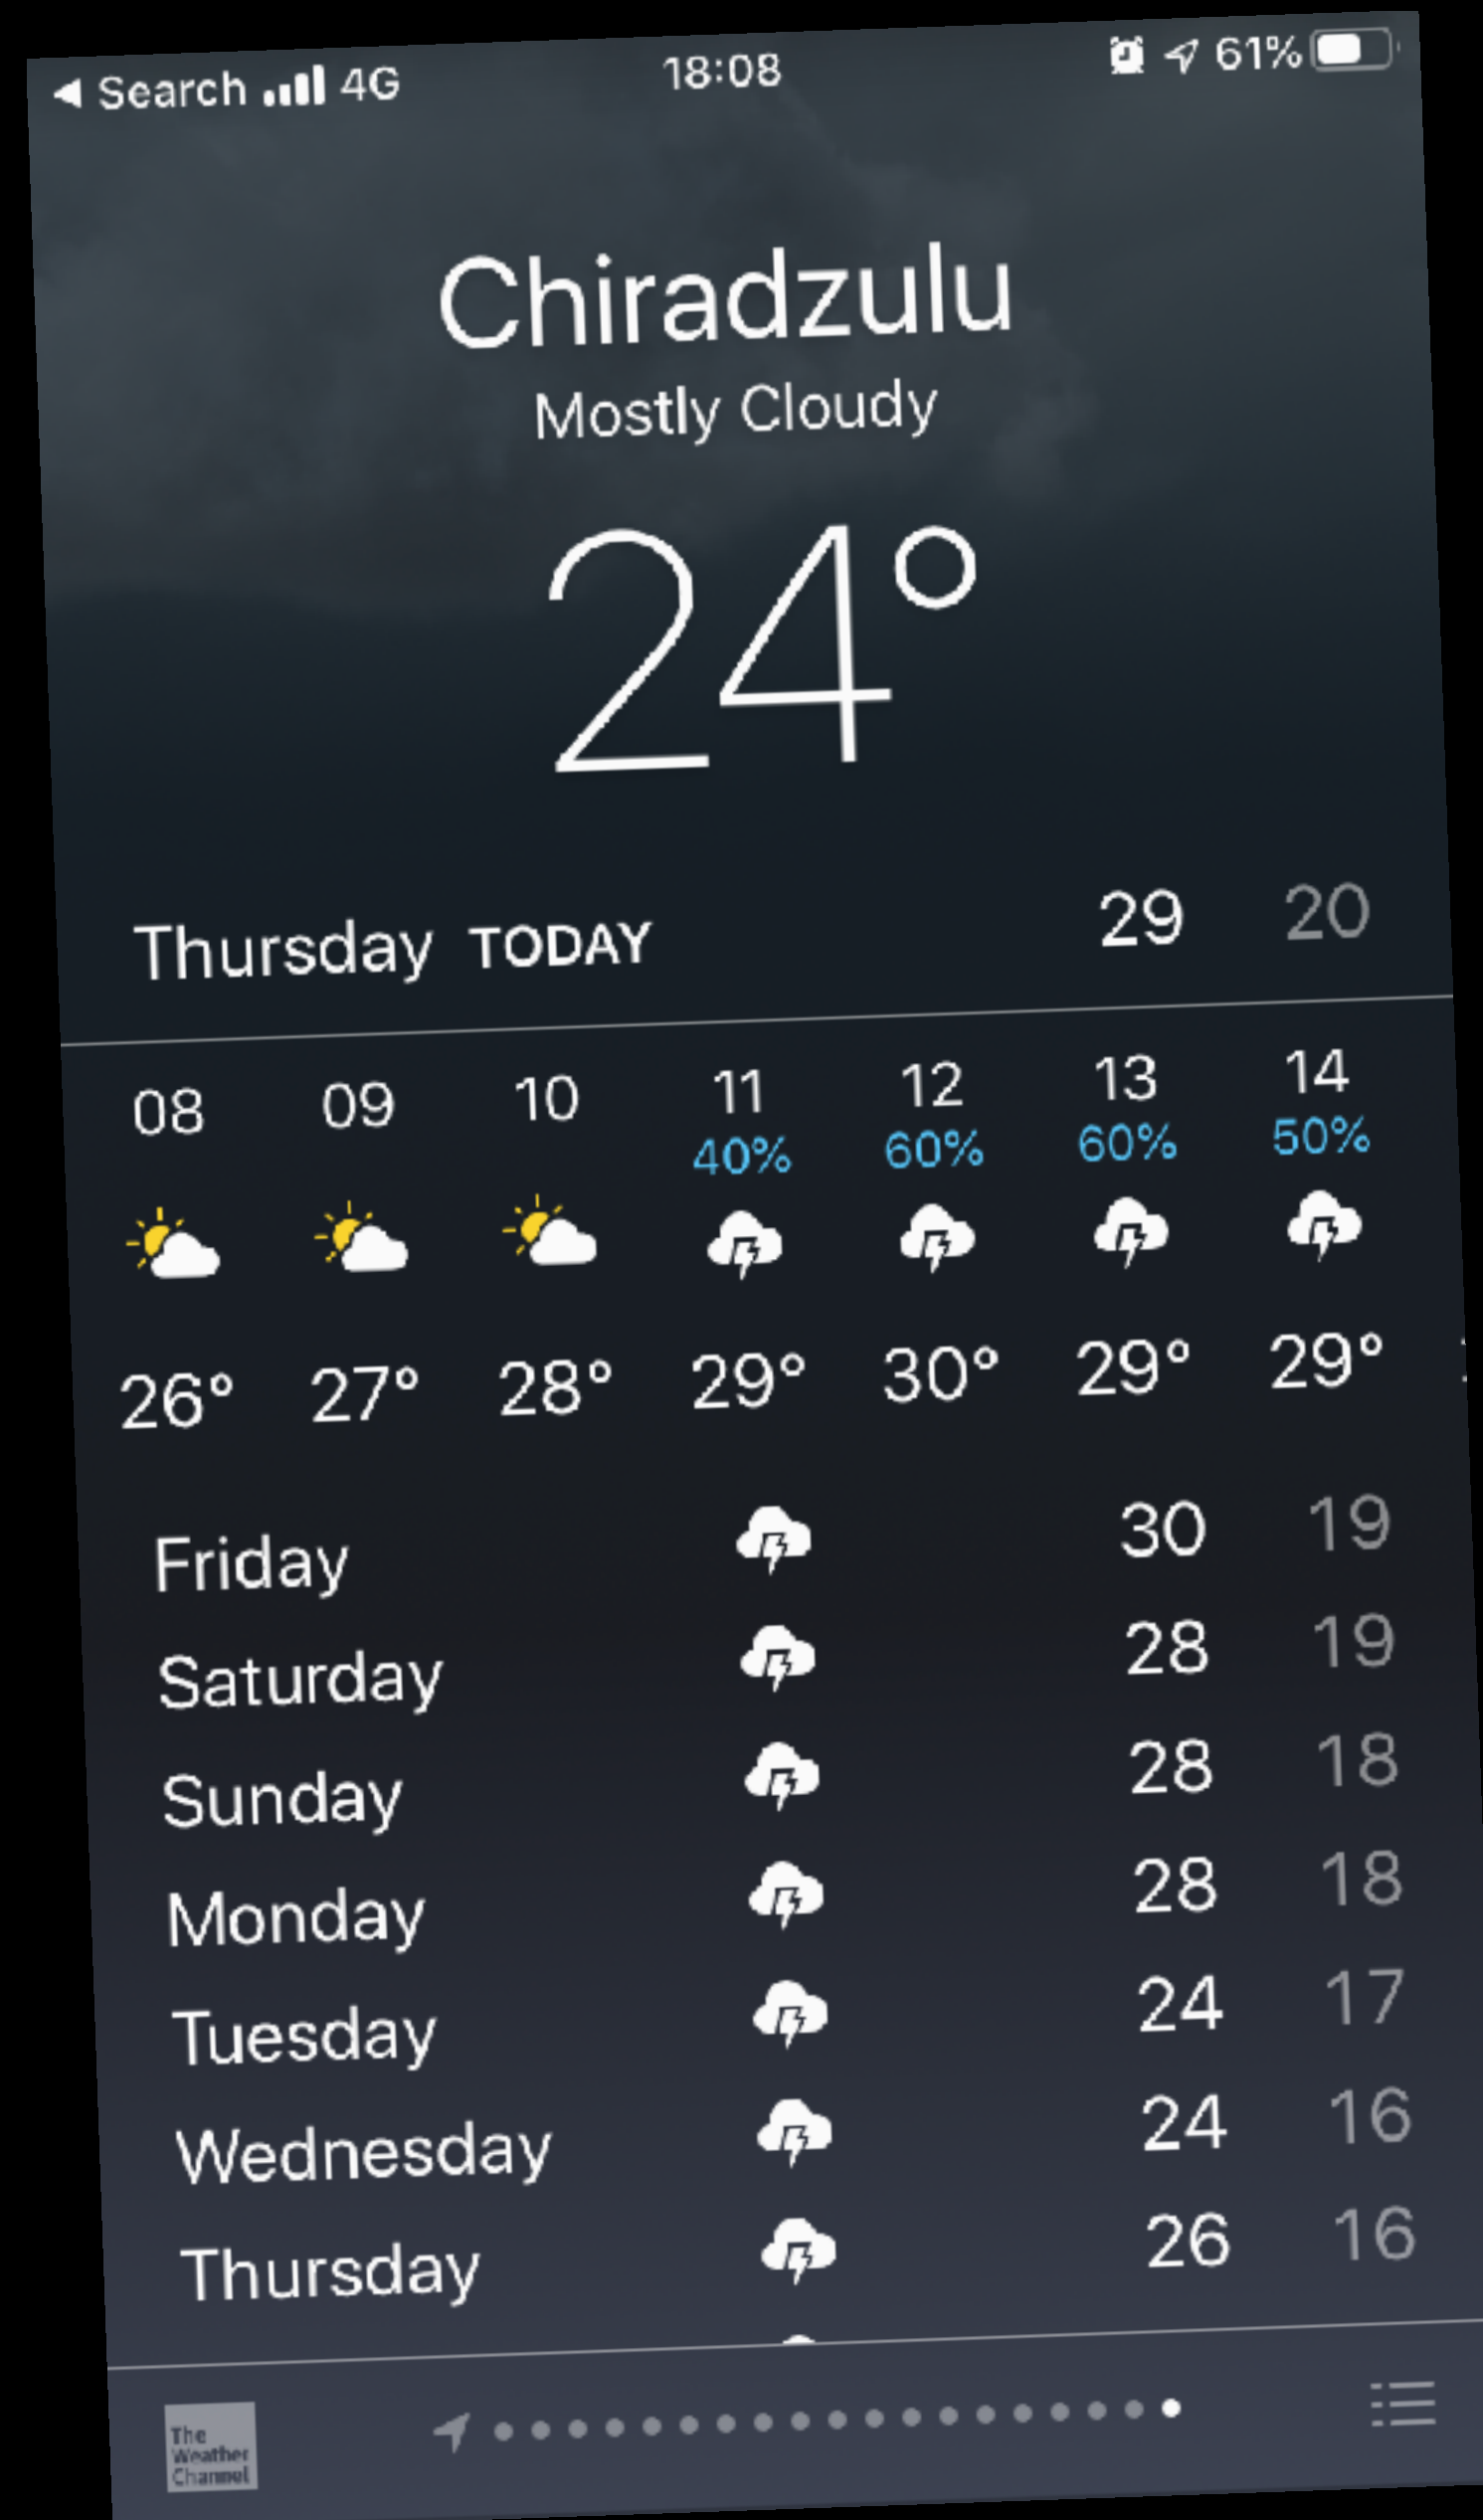 Search 4G 18:08 61%
Chiradzulu
Mostly Cloudy
24°
Thursday TODAY 29 20
08 09 10 11 12 13 14
40% 60% 60% 50%
26° 27° 28° 29° 30° 29° 29°
Friday 30 19
Saturday 28 19
Sunday 28 18
Monday 28 18
Tuesday 24 17
Wednesday 24 16
Thursday 26 16
The
Weather
Channel